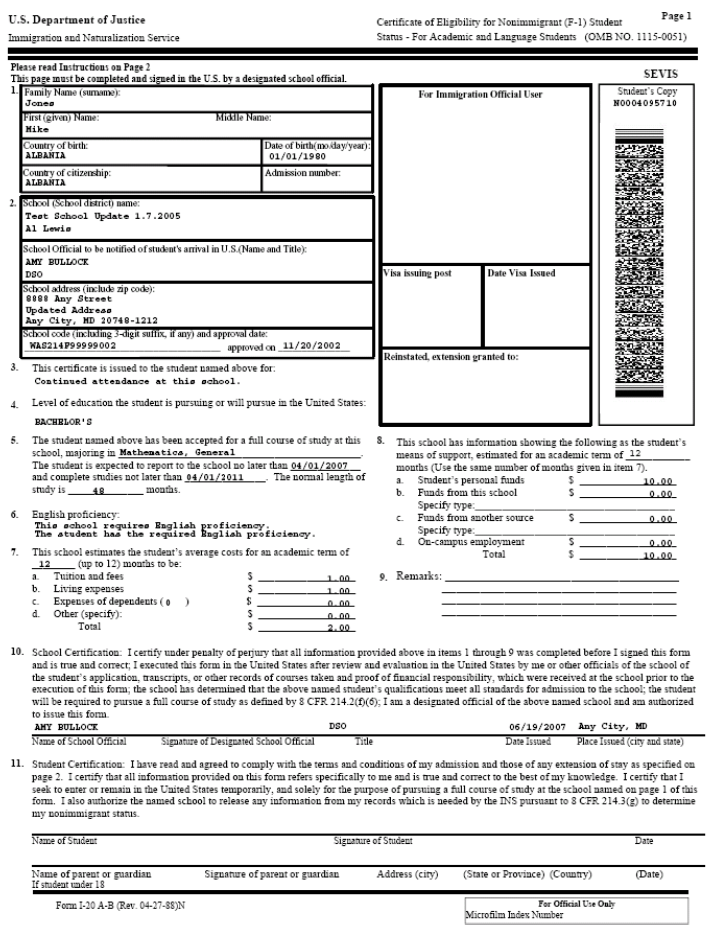 U.S. Department of Justice
Immigration and Naturalization Service
Certificate of Eligibility for Nonimmigrant (F-1) Student
Status - For Academic and Language Students (OMB NO. 1115-0051)
Page 1
Please read Instructions on Page 2
This page must be completed and signed in the U.S. by a designated school official.
SEVIS
1. Family Name (surname):
Jones
First (given) Name: Middle Name:
Mike
Country of birth: Date of birth(mo/day/year):
ALBANIA 01/01/1980
Country of citizenship: Admission number:
ALBANIA
For Immigration Official User
Student's Copy
N0004095710
2. School (School district) name:
Test School Update 1.7.2005
Al Lewis
School Official to be notified of student's arrival in U.S.(Name and Title):
AMY BULLOCK
DSO
School address (include zip code):
8888 Any Street
Updated Address
Any City, MD 20748-1212
School code (including 3-digit suffix, if any) and approval date:
WAS214F99999002 approved on 11/20/2002
Visa issuing post Date Visa Issued
Reinstated, extension granted to:
3. This certificate is issued to the student named above for:
Continued attendance at this school.
4. Level of education the student is pursuing or will pursue in the United States:
BACHELOR'S
5. The student named above has been accepted for a full course of study at this
school, majoring in Mathematics, General.
The student is expected to report to the school no later than 04/01/2007
and complete studies not later than 04/01/2011. The normal length of
study is 48 months.
6. English proficiency:
This school requires English proficiency.
The student has the required English proficiency.
7. This school estimates the student's average costs for an academic term of
12 (up to 12) months to be:
a. Tuition and fees $ 1.00
b. Living expenses $ 1.00
c. Expenses of dependents ( 0 ) $ 0.00
d. Other (specify): $ 0.00
Total $ 2.00
8. This school has information showing the following as the student's
means of support, estimated for an academic term of 12
months (Use the same number of months given in item 7).
a. Student's personal funds $ 10.00
b. Funds from this school $ 0.00
Specify type:
c. Funds from another source $ 0.00
Specify type:
d. On-campus employment $ 0.00
Total $ 10.00
9. Remarks:
10. School Certification: I certify under penalty of perjury that all information provided above in items 1 through 9 was completed before I signed this form
and is true and correct; I executed this form in the United States after review and evaluation in the United States by me or other officials of the school of
the student's application, transcripts, or other records of courses taken and proof of financial responsibility, which were received at the school prior to the
execution of this form; the school has determined that the above named student's qualifications meet all standards for admission to the school; the student
will be required to pursue a full course of study as defined by 8 CFR 214.2(f)(6); I am a designated official of the above named school and am authorized
to issue this form.
AMY BULLOCK DSO 06/19/2007 Any City, MD
Name of School Official Signature of Designated School Official Title Date Issued Place Issued (city and state)
11. Student Certification: I have read and agreed to comply with the terms and conditions of my admission and those of any extension of stay as specified on
page 2. I certify that all information provided on this form refers specifically to me and is true and correct to the best of my knowledge. I certify that I
seek to enter or remain in the United States temporarily, and solely for the purpose of pursuing a full course of study at the school named on page 1 of this
form. I also authorize the named school to release any information from my records which is needed by the INS pursuant to 8 CFR 214.3(g) to determine
my nonimmigrant status.
Name of Student Signature of Student Date
Name of parent or guardian Signature of parent or guardian Address (city) (State or Province) (Country) (Date)
If student under 18
Form I-20 A-B (Rev. 04-27-88)N
For Official Use Only
Microfilm Index Number